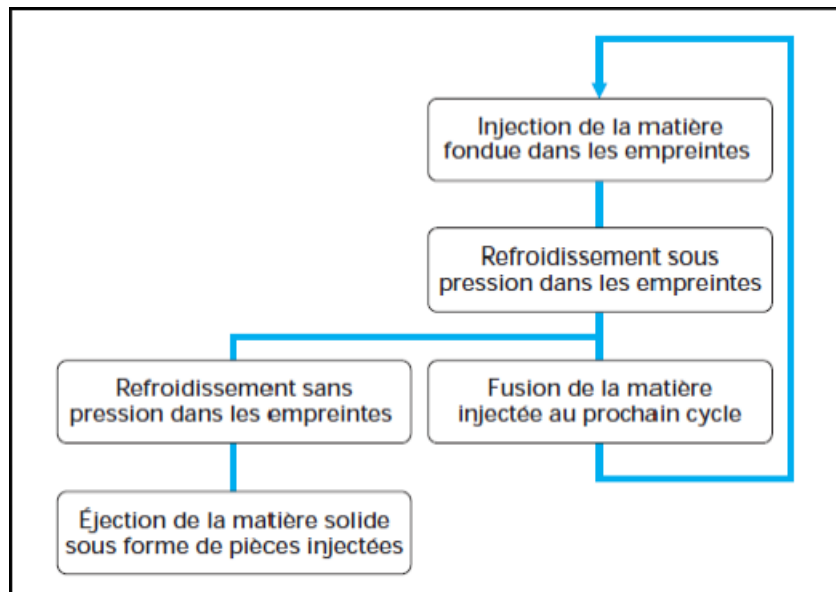 Injection de la matière
fondue dans les empreintes
Refroidissement sous
pression dans les empreintes
Refroidissement sans
pression dans les empreintes
Fusion de la matière
injectée au prochain cycle
Éjection de la matière solide
sous forme de pièces injectées